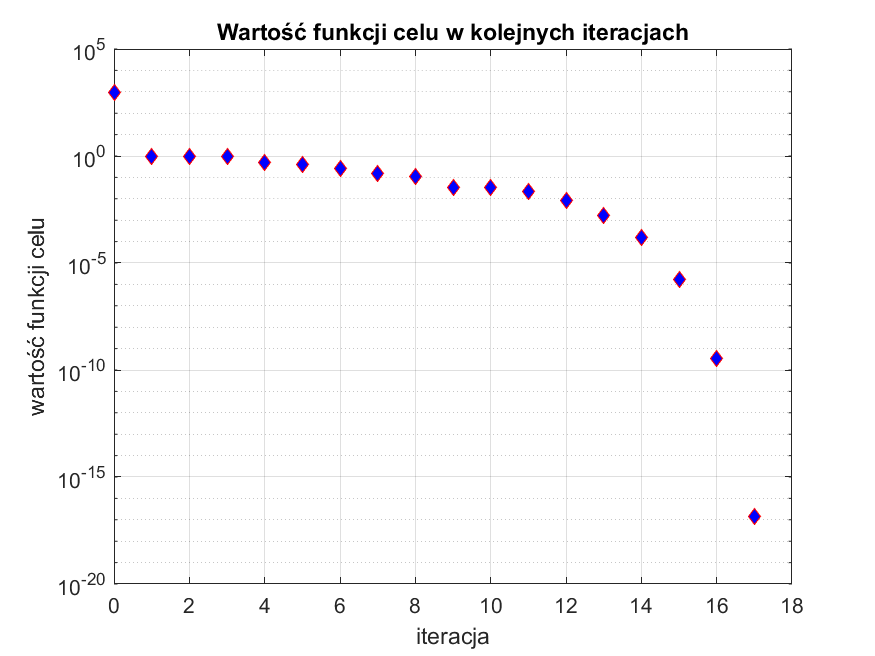 Wartość funkcji celu w kolejnych iteracjach
wartość funkcji celu
10^5
10^0
10^-5
10^-10
10^-15
10^-20
0 2 4 6 8 10 12 14 16 18
iteracja